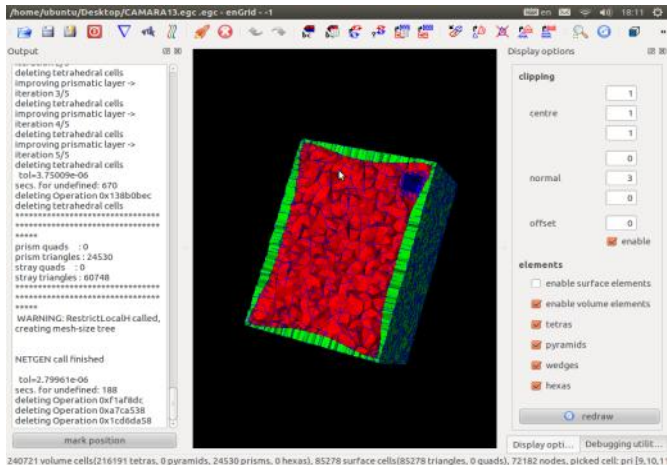 /home/ubuntu/Desktop/CAMARA13.egc .egc - enGrid - -1
en
18:11
Output
Display options
deleting tetrahedral cells
improving prismatic layer ->
iteration 3/5
deleting tetrahedral cells
improving prismatic layer ->
iteration 4/5
deleting tetrahedral cells
improving prismatic layer ->
iteration 5/5
deleting tetrahedral cells
tol=3.75009e-06
secs. for undefined: 670
deleting Operation 0x138b0bec
deleting tetrahedral cells
********************************
********************************
*****
prism quads : 0
prism triangles : 24530
stray quads : 0
stray triangles : 60748
********************************
********************************
*****
WARNING: RestrictLocalH called,
creating mesh-size tree
NETGEN call finished
tol=2.79961e-06
secs. for undefined: 188
deleting Operation 0xf1af8dc
deleting Operation 0xa7ca538
deleting Operation 0x1cd6da58
mark position
clipping
1
centre 1
1
0
normal 3
0
offset 0
enable
elements
enable surface elements
enable volume elements
tetras
pyramids
wedges
hexas
redraw
Display opti...
Debugging utilit...
240721 volume cells(216191 tetras, 0 pyramids, 24530 prisms, 0 hexas), 85278 surface cells(85278 triangles, 0 quads), 72182 nodes, picked cell: pri [9,10,1